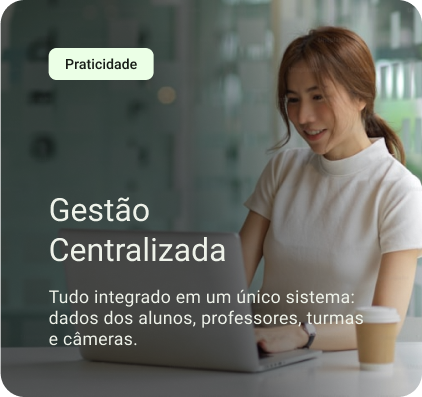 Praticidade
Gestão
Centralizada
Tudo integrado em um único sistema:
dados dos alunos, professores, turmas
e câmeras.